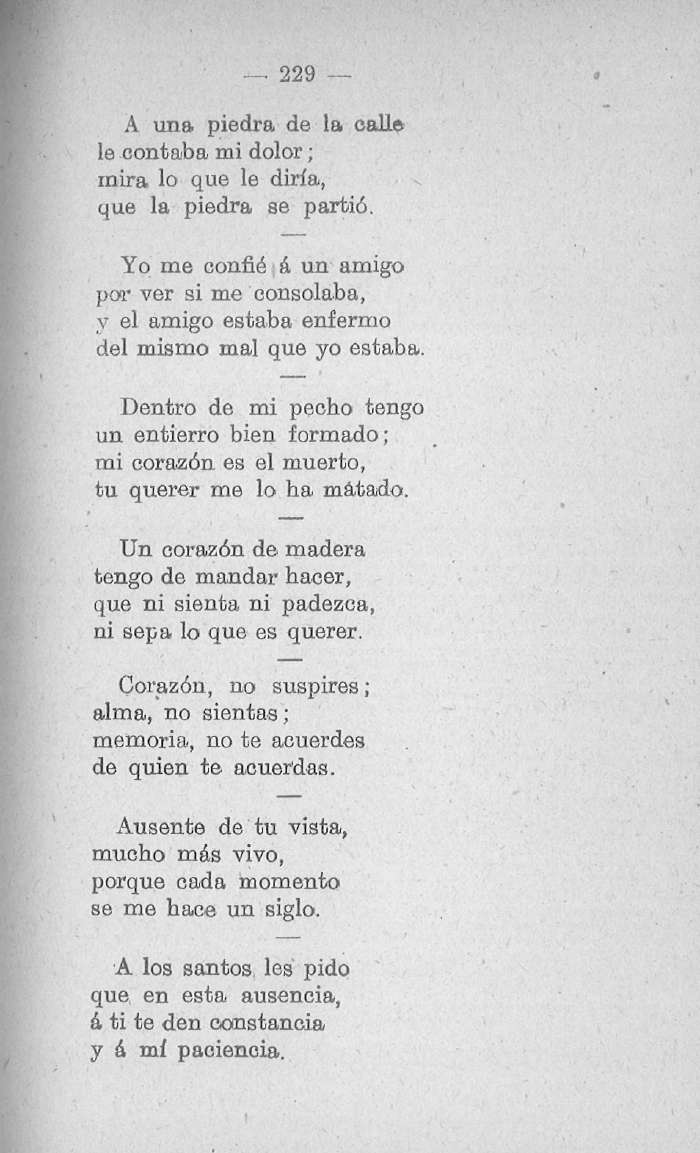 — 229 —
A una piedra de la calle
le contaba mi dolor;
mira lo que le diría,
que la piedra se partió.
Yo me confié á un amigo
por ver si me consolaba,
y el amigo estaba enfermo
del mismo mal que yo estaba.
Dentro de mi pecho tengo
un entierro bien formado;
mi corazón es el muerto,
tu querer me lo ha matado.
Un corazón de madera
tengo de mandar hacer,
que ni sienta ni padezca,
ni sepa lo que es querer.
Corazón, no suspires;
alma, no sientas;
memoria, no te acuerdes
de quien te acuerdas.
Ausente de tu vista,
mucho más vivo,
porque cada momento
se me hace un siglo.
A los santos les pido
que en esta ausencia,
á ti te den constancia
y á mí paciencia.